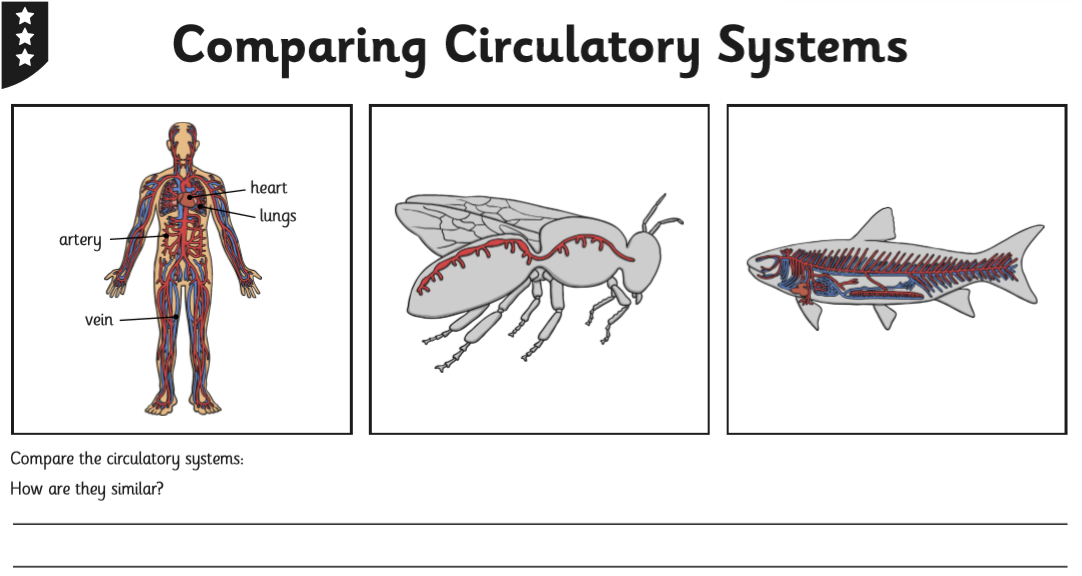 Comparing Circulatory Systems
heart
lungs
artery
vein
Compare the circulatory systems:
How are they similar?